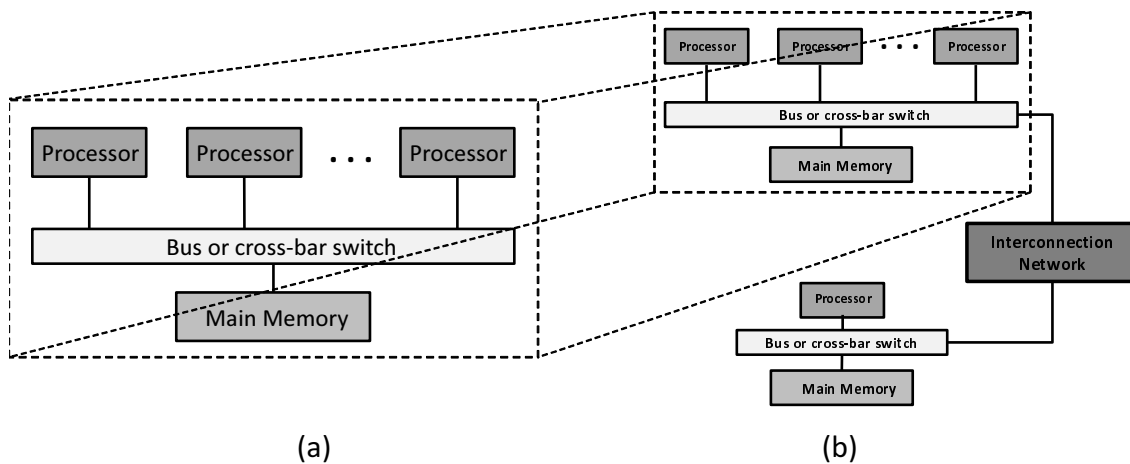 Processor Processor . . . Processor
Bus or cross-bar switch
Main Memory
(a)
Processor Processor . . . Processor
Bus or cross-bar switch
Main Memory
Interconnection
Network
Processor
Bus or cross-bar switch
Main Memory
(b)